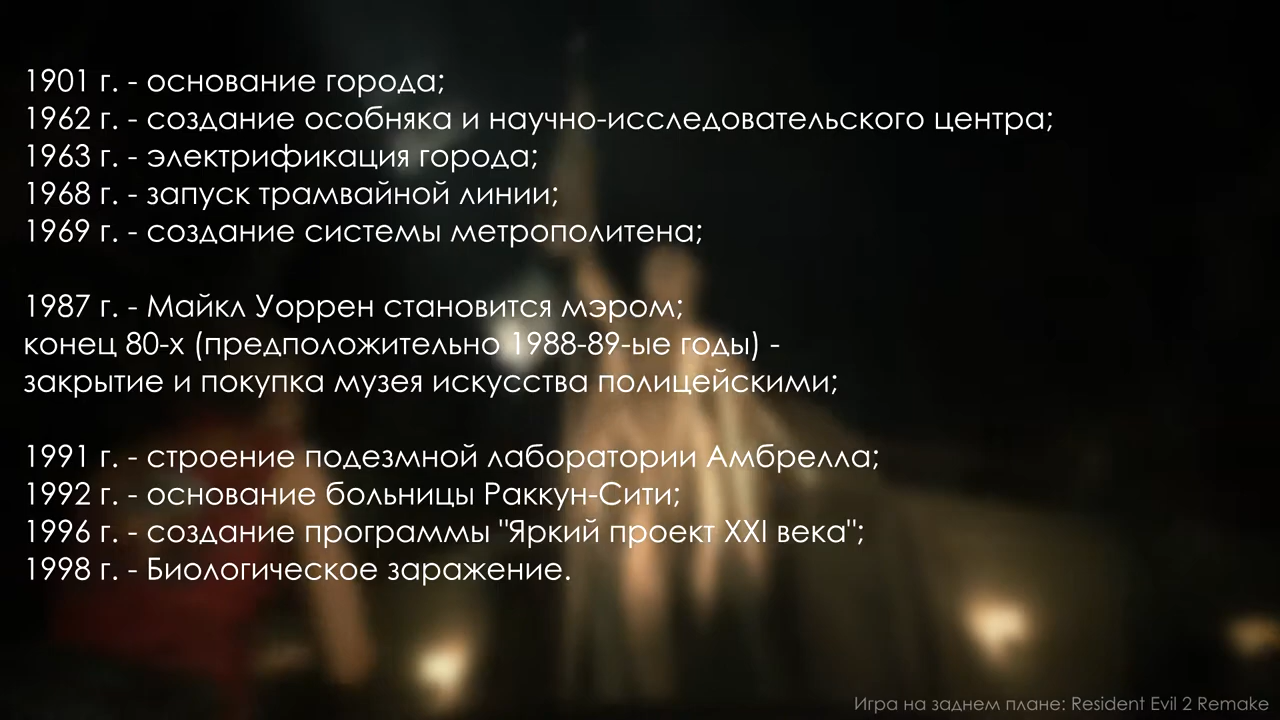 1901 г. - основание города;
1962 г. - создание особняка и научно-исследовательского центра;
1963 г. - электрификация города;
1968 г. - запуск трамвайной линии;
1969 г. - создание системы метрополитена;
1987 г. - Майкл Уоррен становится мэром;
конец 80-х (предположительно 1988-89-ые годы) -
закрытие и покупка музея искусства полицейскими;
1991 г. - строение подезмной лаборатории Амбрелла;
1992 г. - основание больницы Раккун-Сити;
1996 г. - создание программы "Яркий проект XXI века";
1998 г. - Биологическое заражение.
Игра на заднем плане: Resident Evil 2 Remake